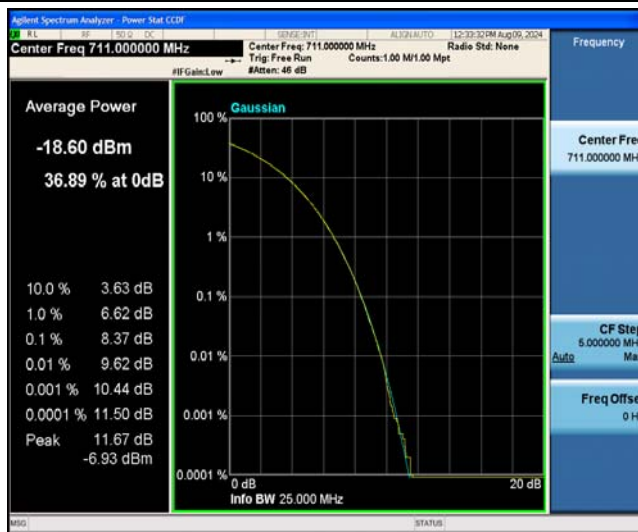 Agilent Spectrum Analyzer - Power Stat CCDF
RL RF 50 Ω DC SENSE:INT ALIGN AUTO 12:33:32 PM Aug 09, 2024
Center Freq 711.000000 MHz
Center Freq: 711.000000 MHz Radio Std: None
Trig: Free Run Counts:1.00 M/1.00 Mpt
#IFGain:Low #Atten: 46 dB
Frequency
Average Power
-18.60 dBm
36.89 % at 0dB
10.0 % 3.63 dB
1.0 % 6.62 dB
0.1 % 8.37 dB
0.01 % 9.62 dB
0.001 % 10.44 dB
0.0001 % 11.50 dB
Peak 11.67 dB
-6.93 dBm
Gaussian
100 %
10 %
1 %
0.1 %
0.01 %
0.001 %
0.0001 %
0 dB 20 dB
Info BW 25.000 MHz
Center Fre
711.000000 MH
CF Ste
5.000000 MH
Auto Ma
Freq Offse
0 H
MSG STATUS